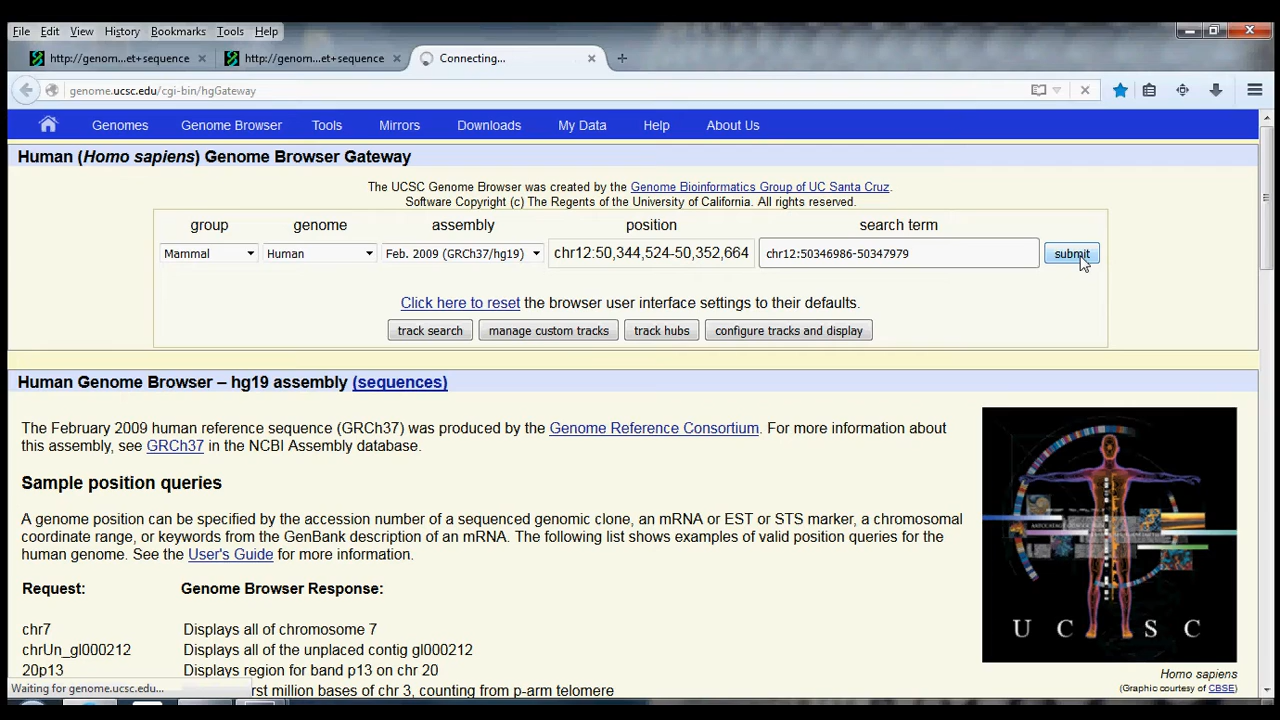 File Edit View History Bookmarks Tools Help
http://genom...et+sequence × http://genom...et+sequence × Connecting... ×
genome.ucsc.edu/cgi-bin/hgGateway
Genomes Genome Browser Tools Mirrors Downloads My Data Help About Us
Human (Homo sapiens) Genome Browser Gateway
The UCSC Genome Browser was created by the Genome Bioinformatics Group of UC Santa Cruz.
Software Copyright (c) The Regents of the University of California. All rights reserved.
group genome assembly position search term
Mammal Human Feb. 2009 (GRCh37/hg19) chr12:50,344,524-50,352,664 chr12:50346986-50347979 submit
Click here to reset the browser user interface settings to their defaults.
track search manage custom tracks track hubs configure tracks and display
Human Genome Browser – hg19 assembly (sequences)
The February 2009 human reference sequence (GRCh37) was produced by the Genome Reference Consortium. For more information about
this assembly, see GRCh37 in the NCBI Assembly database.
Sample position queries
A genome position can be specified by the accession number of a sequenced genomic clone, an mRNA or EST or STS marker, a chromosomal
coordinate range, or keywords from the GenBank description of an mRNA. The following list shows examples of valid position queries for the
human genome. See the User's Guide for more information.
Request: Genome Browser Response:
chr7 Displays all of chromosome 7
chrUn_gl000212 Displays all of the unplaced contig gl000212
20p13 Displays region for band p13 on chr 20
million bases of chr 3, counting from p-arm telomere
U C S C
Homo sapiens
(Graphic courtesy of CBSE)
Waiting for genome.ucsc.edu...